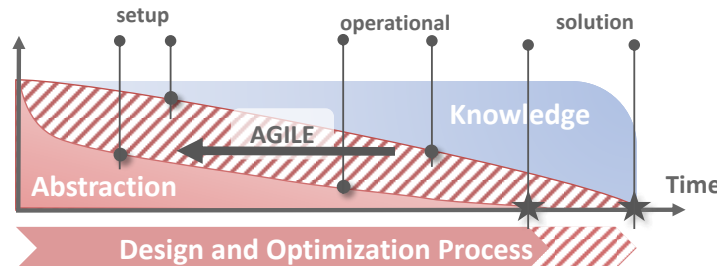 setup
operational
solution
Knowledge
AGILE
Abstraction
Time
Design and Optimization Process